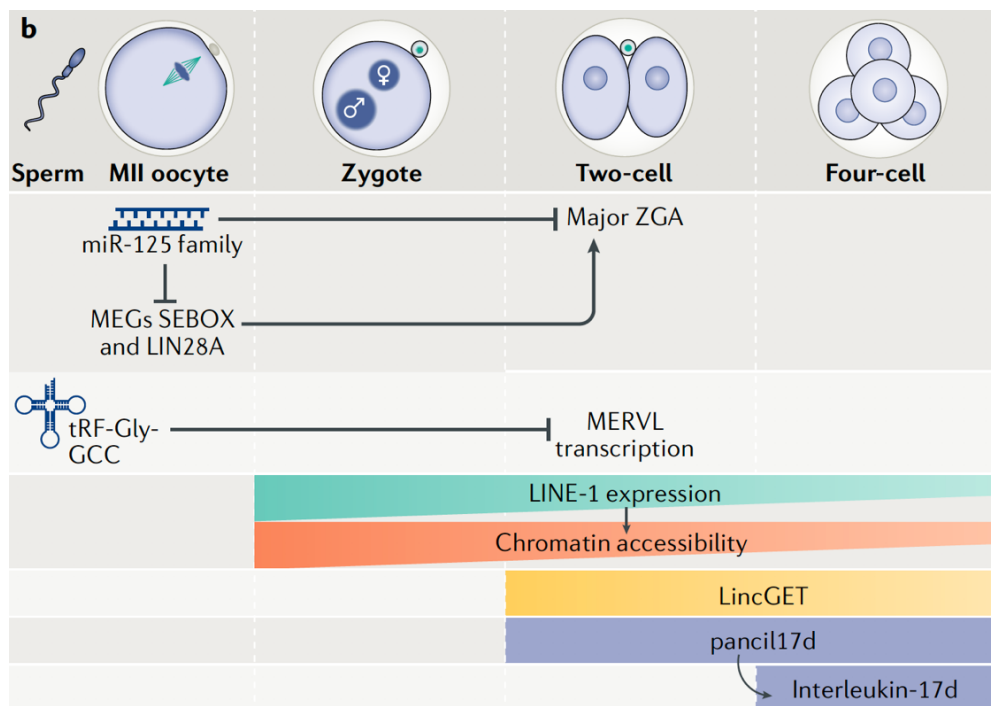 b
Sperm
MII oocyte
Zygote
Two-cell
Four-cell
♀
♂
miR-125 family
Major ZGA
MEGs SEBOX
and LIN28A
tRF-Gly-
GCC
MERVL
transcription
LINE-1 expression
Chromatin accessibility
LincGET
pancil17d
Interleukin-17d